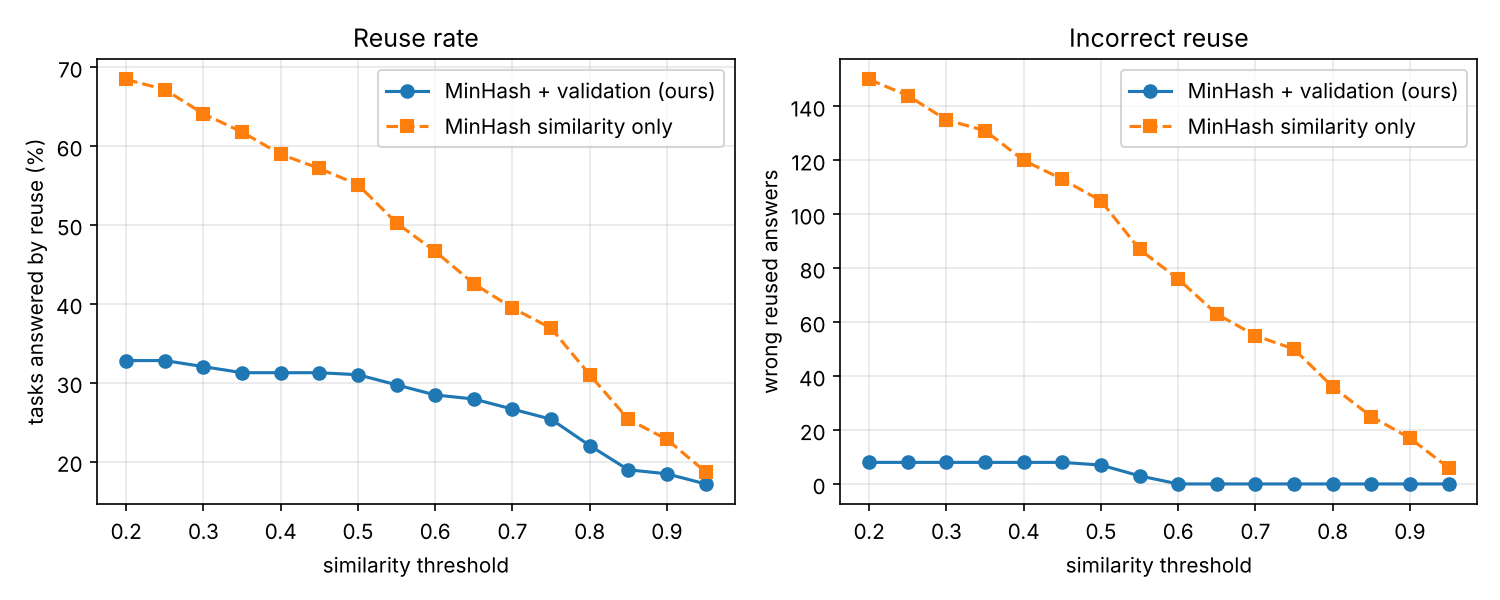 Reuse rate
70
60
50
40
30
20
tasks answered by reuse (%)
MinHash + validation (ours)
MinHash similarity only
0.2 0.3 0.4 0.5 0.6 0.7 0.8 0.9
similarity threshold
Incorrect reuse
140
120
100
80
60
40
20
0
wrong reused answers
MinHash + validation (ours)
MinHash similarity only
0.2 0.3 0.4 0.5 0.6 0.7 0.8 0.9
similarity threshold